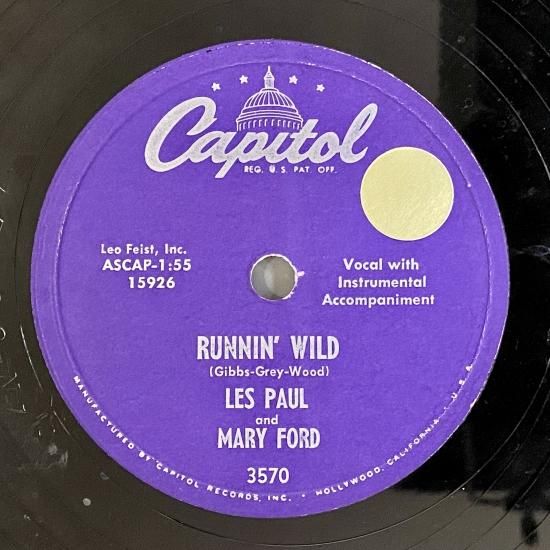 Capitol
REG. U.S. PAT. OFF.
Leo Feist, Inc.
ASCAP-1:55
15926
Vocal with
Instrumental
Accompaniment
RUNNIN' WILD
(Gibbs-Grey-Wood)
LES PAUL
and
MARY FORD
3570
MANUFACTURED BY CAPITOL RECORDS, INC. • HOLLYWOOD, CALIFORNIA • U.S.A.